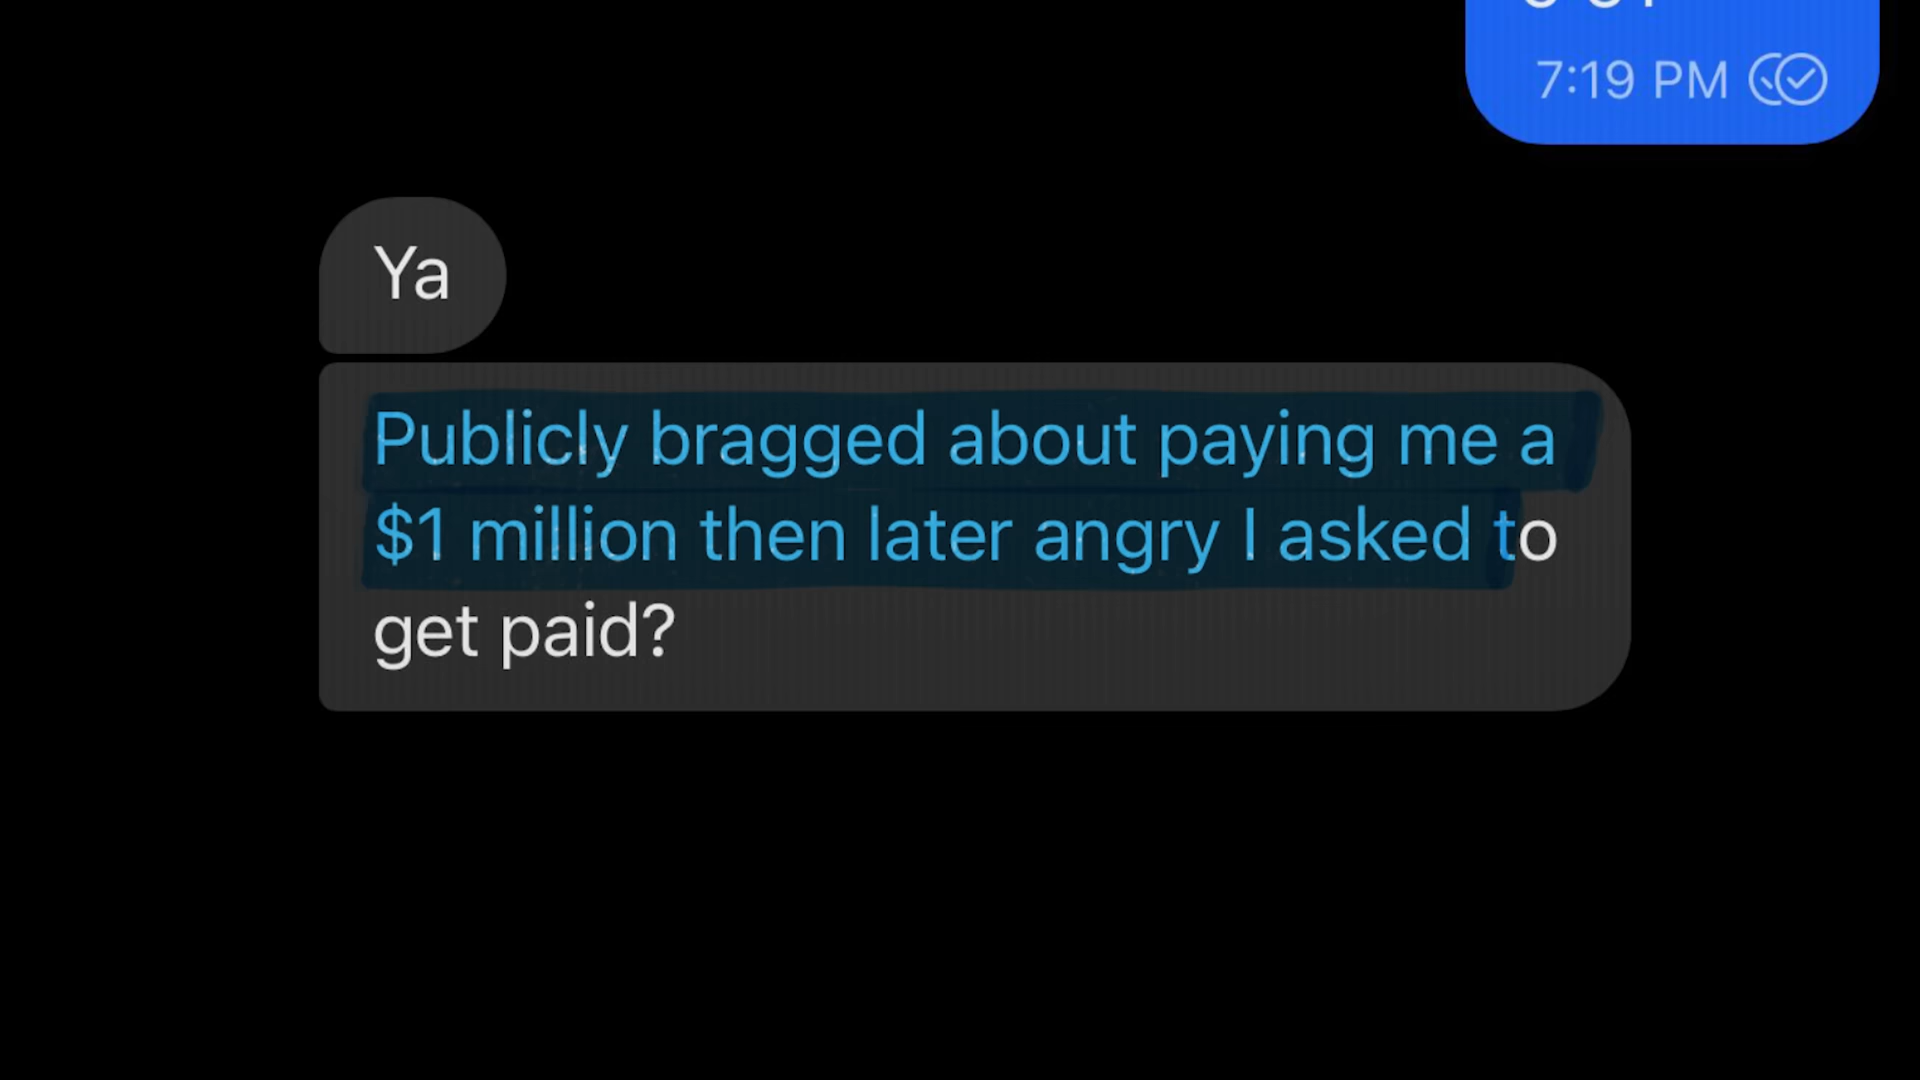 7:19 PM
Ya
Publicly bragged about paying me a
$1 million then later angry I asked to
get paid?